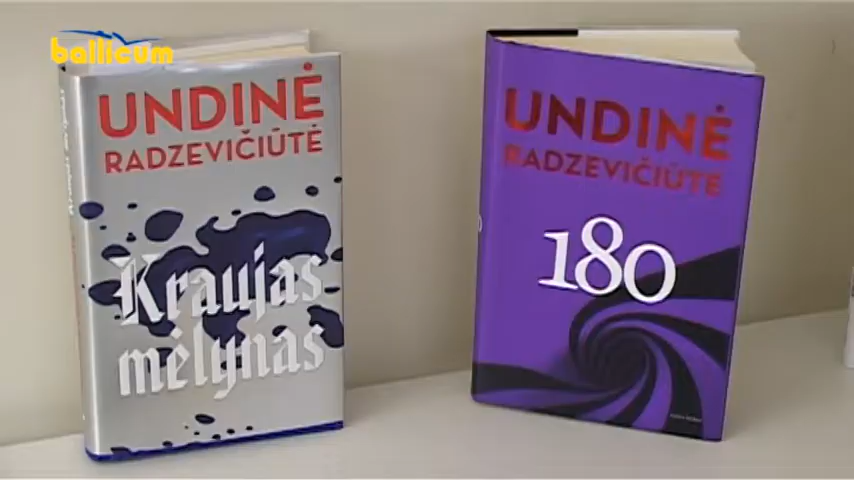 balticum
UNDINĖ
RADZEVIČIŪTĖ
Kraujas
mėlynas
UNDINĖ
RADZEVIČIŪTĖ
180